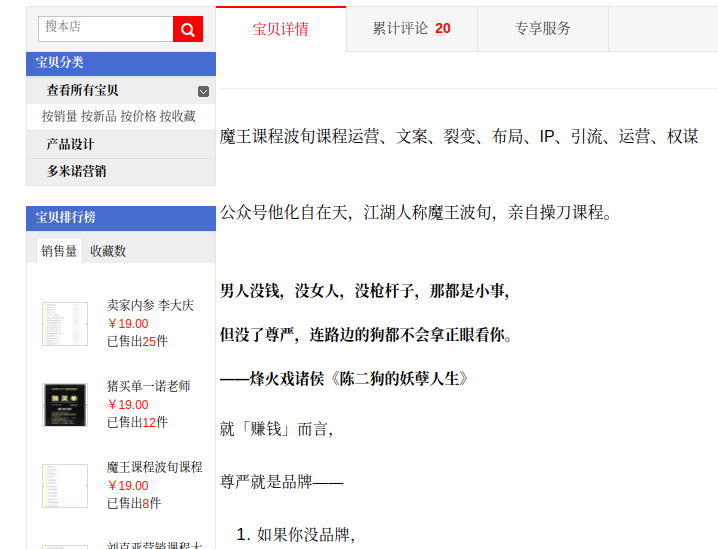 搜本店
宝贝详情
累计评论 20
专享服务
宝贝分类
查看所有宝贝
按销量 按新品 按价格 按收藏
产品设计
多米诺营销
宝贝排行榜
销售量 收藏数
卖家内参 李大庆
￥19.00
已售出25件
猪买单一诺老师
￥19.00
已售出12件
魔王课程波旬课程
￥19.00
已售出8件
刘克亚营销课程大
魔王课程波旬课程运营、文案、裂变、布局、IP、引流、运营、权谋
公众号他化自在天，江湖人称魔王波旬，亲自操刀课程。
男人没钱，没女人，没枪杆子，那都是小事，
但没了尊严，连路边的狗都不会拿正眼看你。
——烽火戏诸侯《陈二狗的妖孽人生》
就「赚钱」而言，
尊严就是品牌——
1. 如果你没品牌，